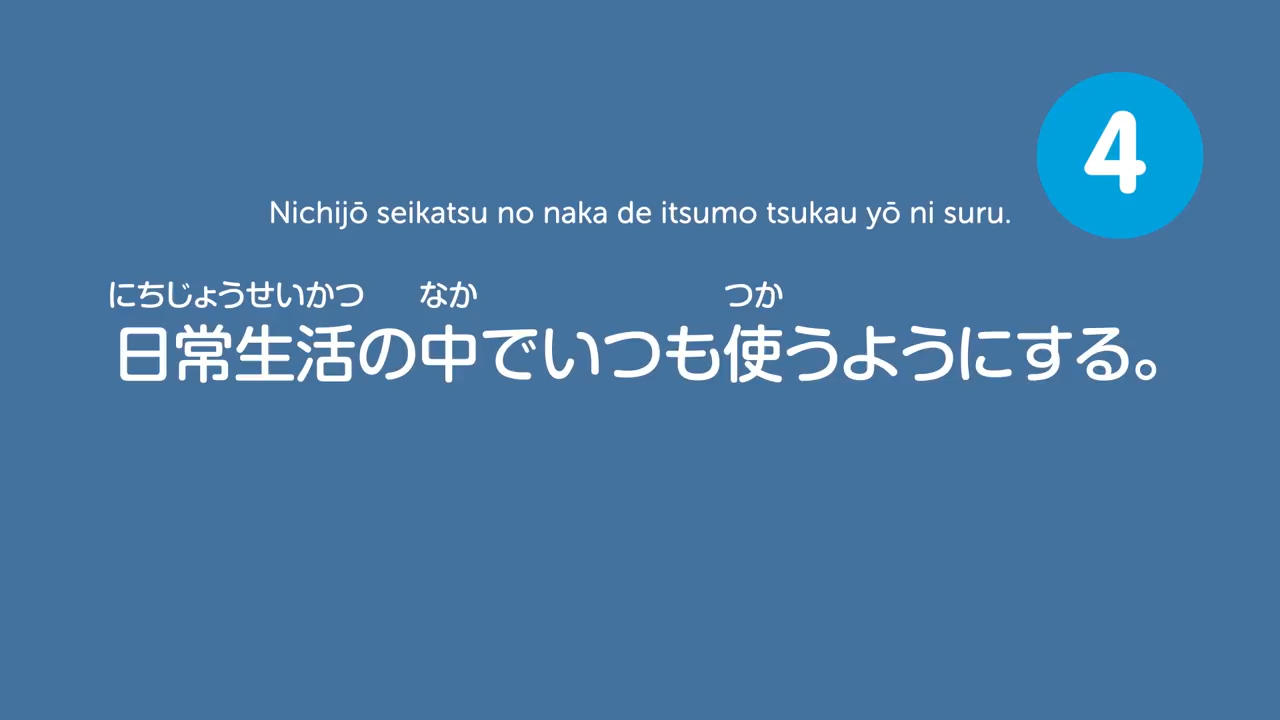 4
Nichijō seikatsu no naka de itsumo tsukau yō ni suru.
にちじょうせいかつ なか つか
日常生活の中でいつも使うようにする。